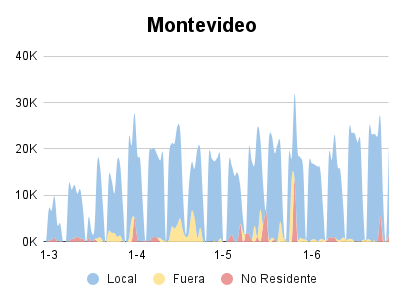 Montevideo
40K
30K
20K
10K
0K
1-3 1-4 1-5 1-6
Local Fuera No Residente